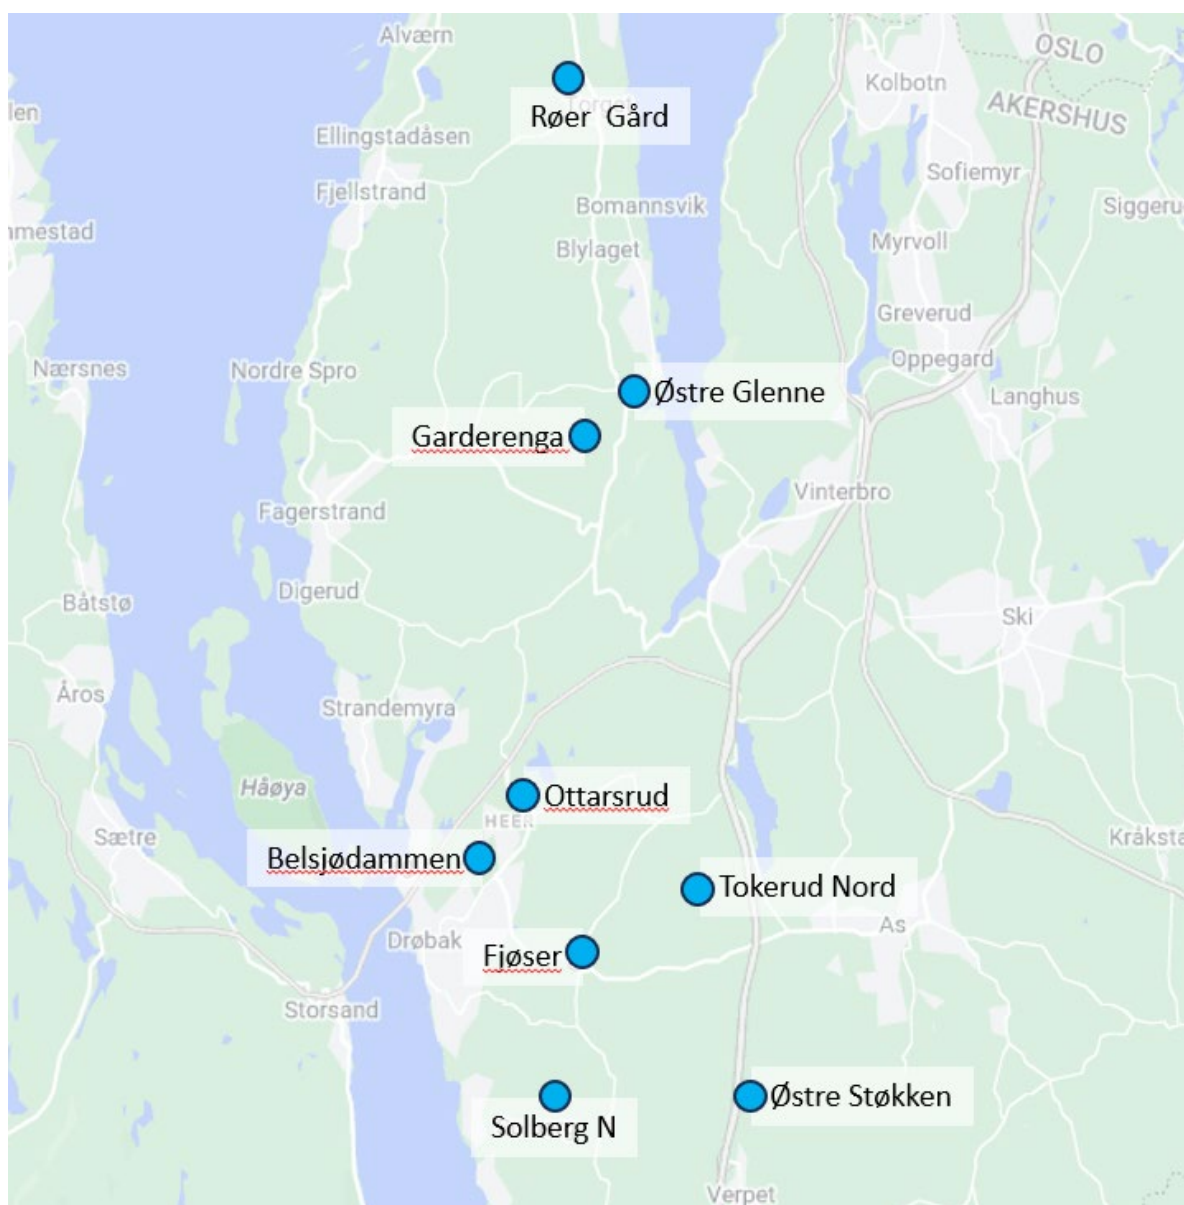 Alværn
OSLO
Kolbotn
AKERSHUS
len
Røer Gård
Ellingstadåsen
Sofiemyr
Fjellstrand
Bomannsvik
Siggeru
mmestad
Myrvoll
Blylaget
Greverud
Oppegard
Nærsnes
Nordre Spro
Østre Glenne
Langhus
Garderenga
Vinterbro
Fagerstrand
Digerud
Båtstø
Ski
Åros
Strandemyra
Håøya
Ottarsrud
HEER
Sætre
Kråksta
Belsjødammen
Tokerud Nord
As
Drøbak
Fjøser
Storsand
Østre Støkken
Solberg N
Verpet